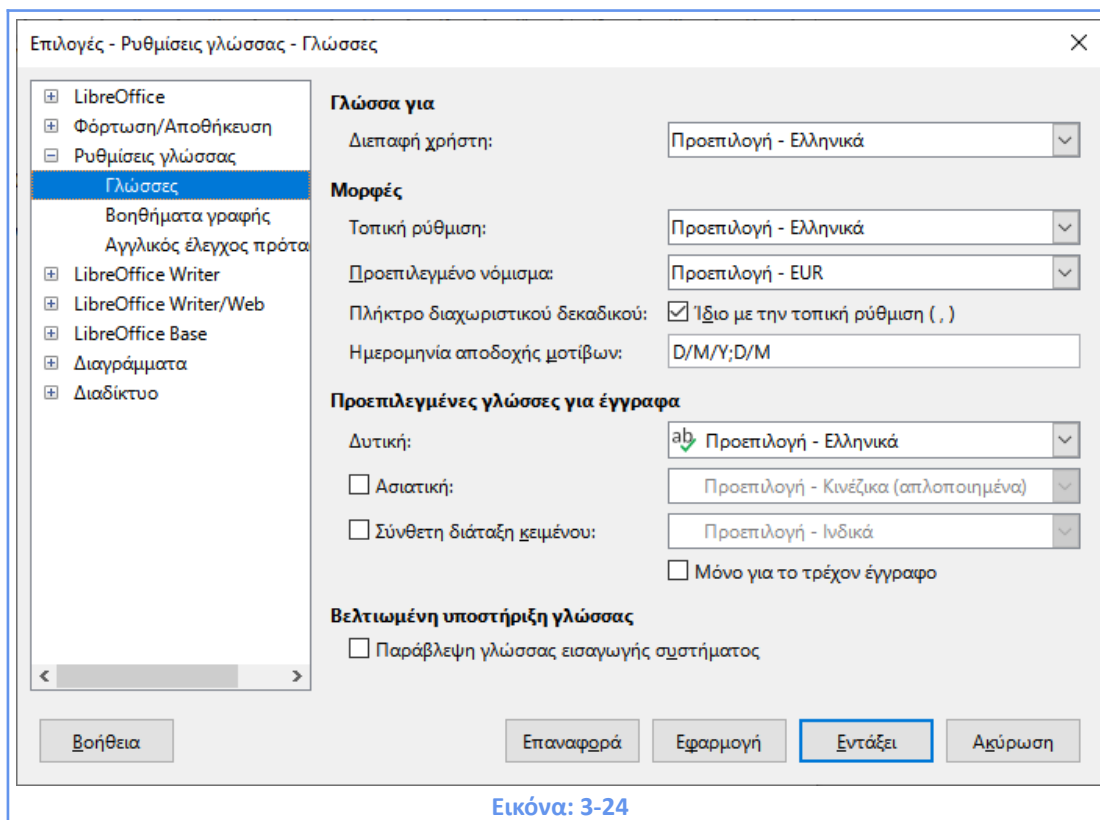 Επιλογές - Ρυθμίσεις γλώσσας - Γλώσσες
LibreOffice
Φόρτωση/Αποθήκευση
Ρυθμίσεις γλώσσας
Γλώσσες
Βοηθήματα γραφής
Αγγλικός έλεγχος πρότα
LibreOffice Writer
LibreOffice Writer/Web
LibreOffice Base
Διαγράμματα
Διαδίκτυο
Γλώσσα για
Διεπαφή χρήστη: Προεπιλογή - Ελληνικά
Μορφές
Τοπική ρύθμιση: Προεπιλογή - Ελληνικά
Προεπιλεγμένο νόμισμα: Προεπιλογή - EUR
Πλήκτρο διαχωριστικού δεκαδικού: Ίδιο με την τοπική ρύθμιση ( , )
Ημερομηνία αποδοχής μοτίβων: D/M/Y;D/M
Προεπιλεγμένες γλώσσες για έγγραφα
Δυτική: ab Προεπιλογή - Ελληνικά
Ασιατική: Προεπιλογή - Κινέζικα (απλοποιημένα)
Σύνθετη διάταξη κειμένου: Προεπιλογή - Ινδικά
Μόνο για το τρέχον έγγραφο
Βελτιωμένη υποστήριξη γλώσσας
Παράβλεψη γλώσσας εισαγωγής συστήματος
Βοήθεια Επαναφορά Εφαρμογή Εντάξει Ακύρωση
Εικόνα: 3-24